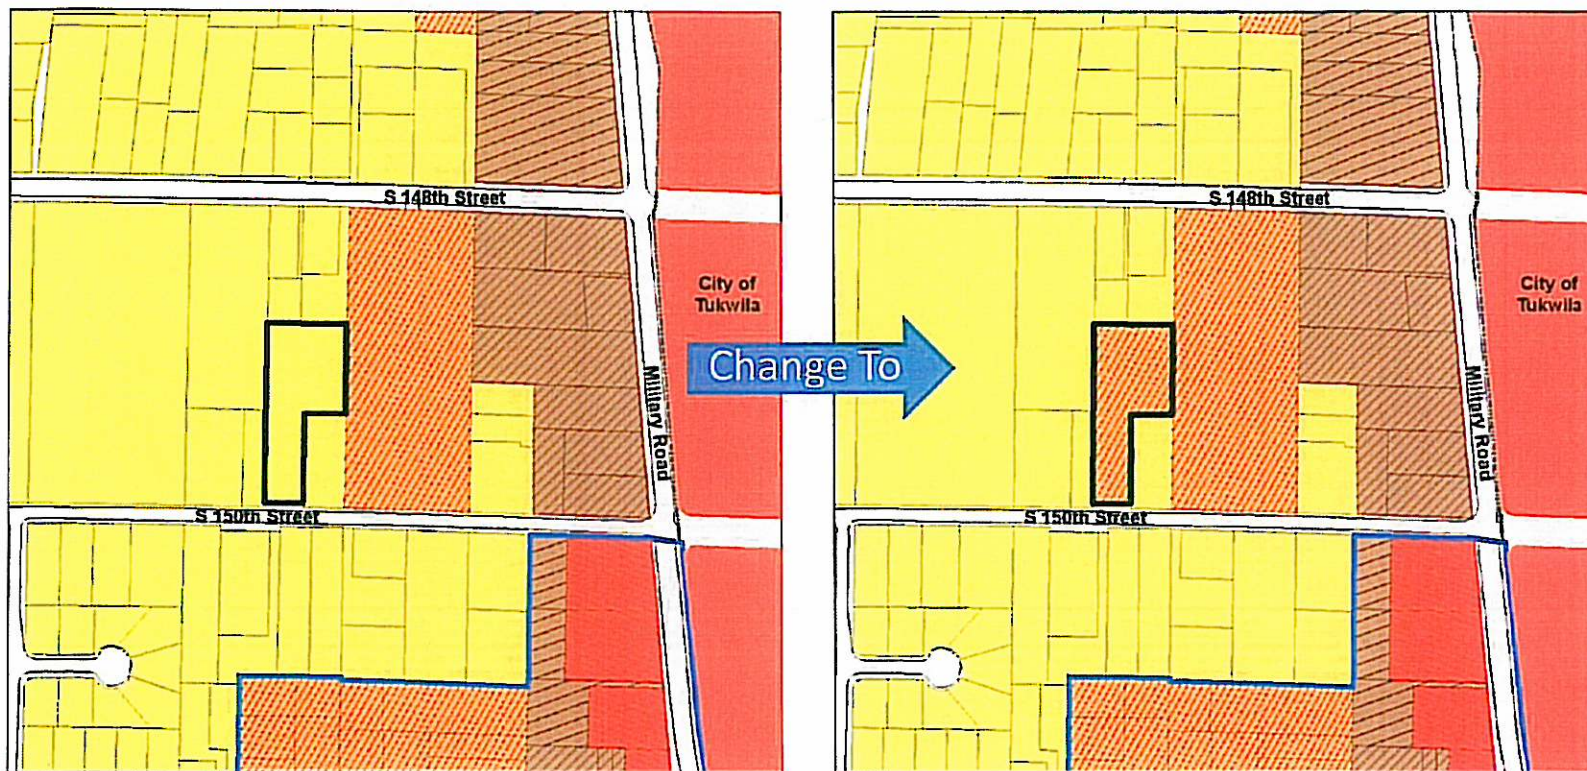 S 148th Street
City of
Tukwila
Military Road
S 150th Street
Change To
S 148th Street
City of
Tukwila
Military Road
S 150th Street